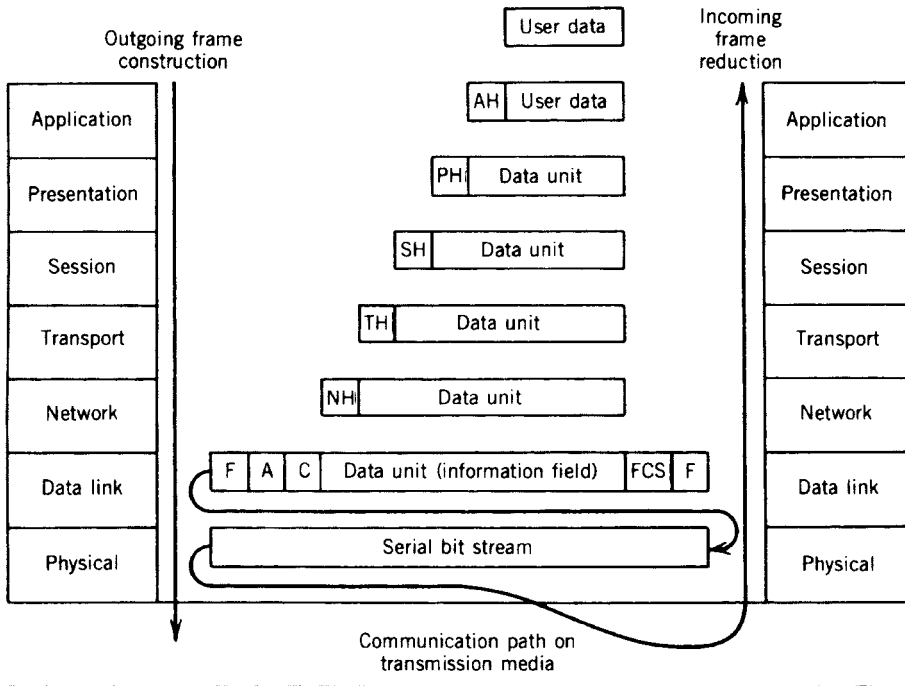 User data
Outgoing frame
construction
Incoming
frame
reduction
Application
AH User data
Application
Presentation
PH Data unit
Presentation
Session
SH Data unit
Session
Transport
TH Data unit
Transport
Network
NH Data unit
Network
Data link
F A C Data unit (information field) FCS F
Data link
Physical
Serial bit stream
Physical
Communication path on
transmission media